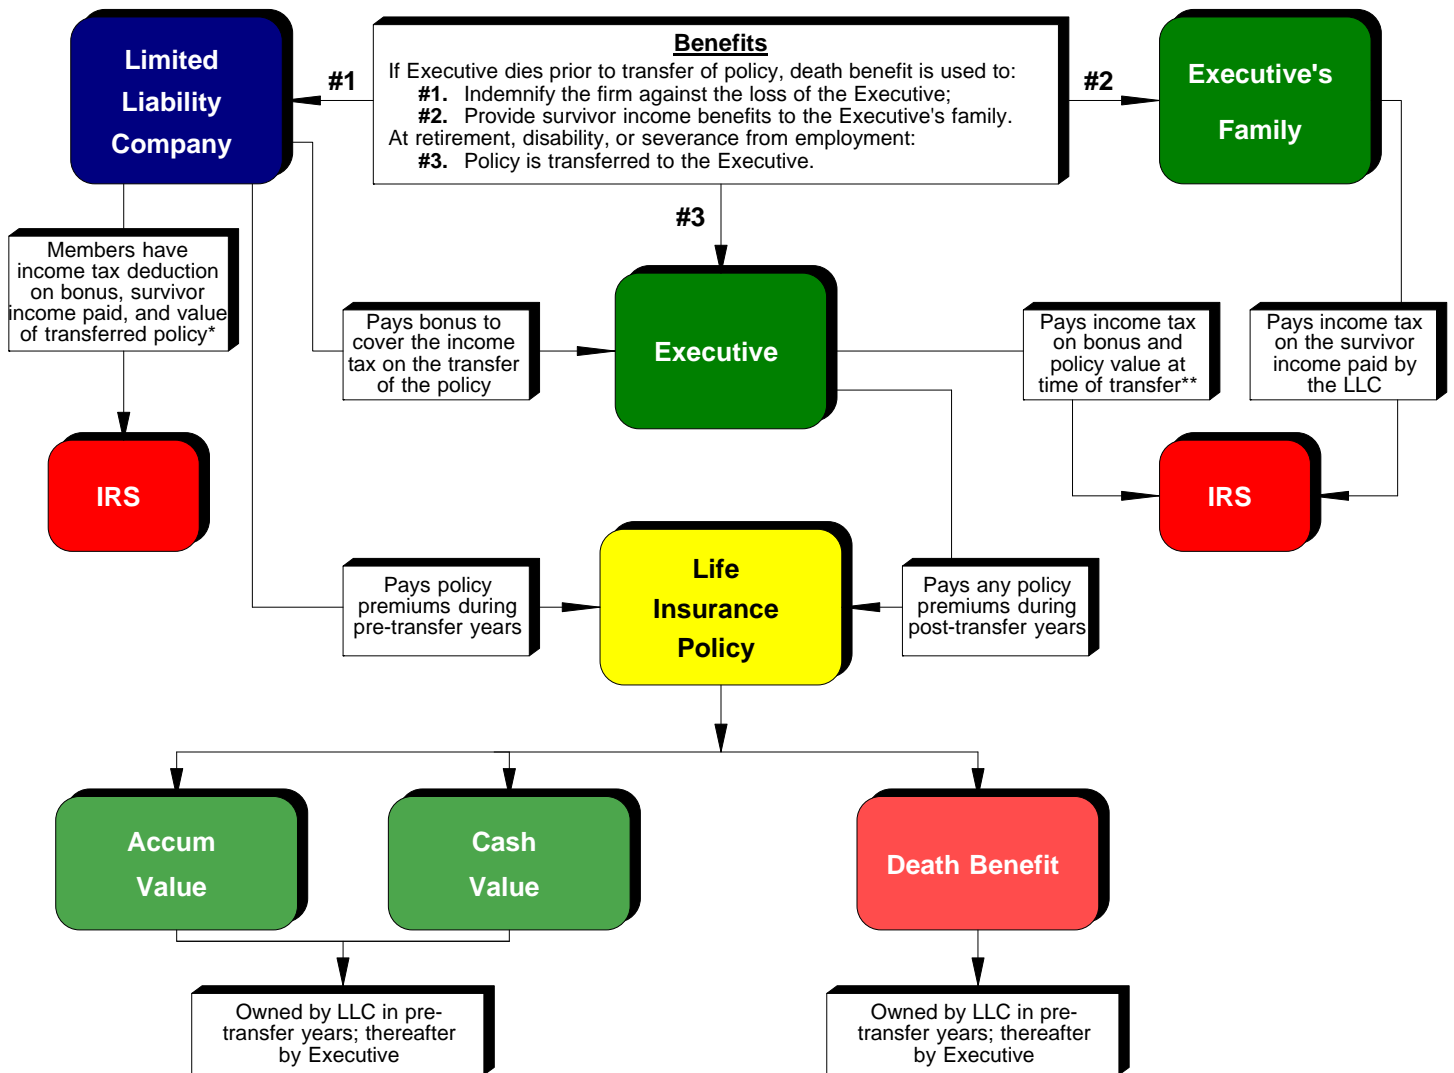 Limited
Liability
Company
#1
Benefits
If Executive dies prior to transfer of policy, death benefit is used to:
#1. Indemnify the firm against the loss of the Executive;
#2. Provide survivor income benefits to the Executive's family.
At retirement, disability, or severance from employment:
#3. Policy is transferred to the Executive.
#2
Executive's
Family
#3
Members have
income tax deduction
on bonus, survivor
income paid, and value
of transferred policy*
Pays bonus to
cover the income
tax on the transfer
of the policy
Executive
Pays income tax
on bonus and
policy value at
time of transfer**
Pays income tax
on the survivor
income paid by
the LLC
IRS
IRS
Pays policy
premiums during
pre-transfer years
Life
Insurance
Policy
Pays any policy
premiums during
post-transfer years
Accum
Value
Cash
Value
Death Benefit
Owned by LLC in pre-
transfer years; thereafter
by Executive
Owned by LLC in pre-
transfer years; thereafter
by Executive